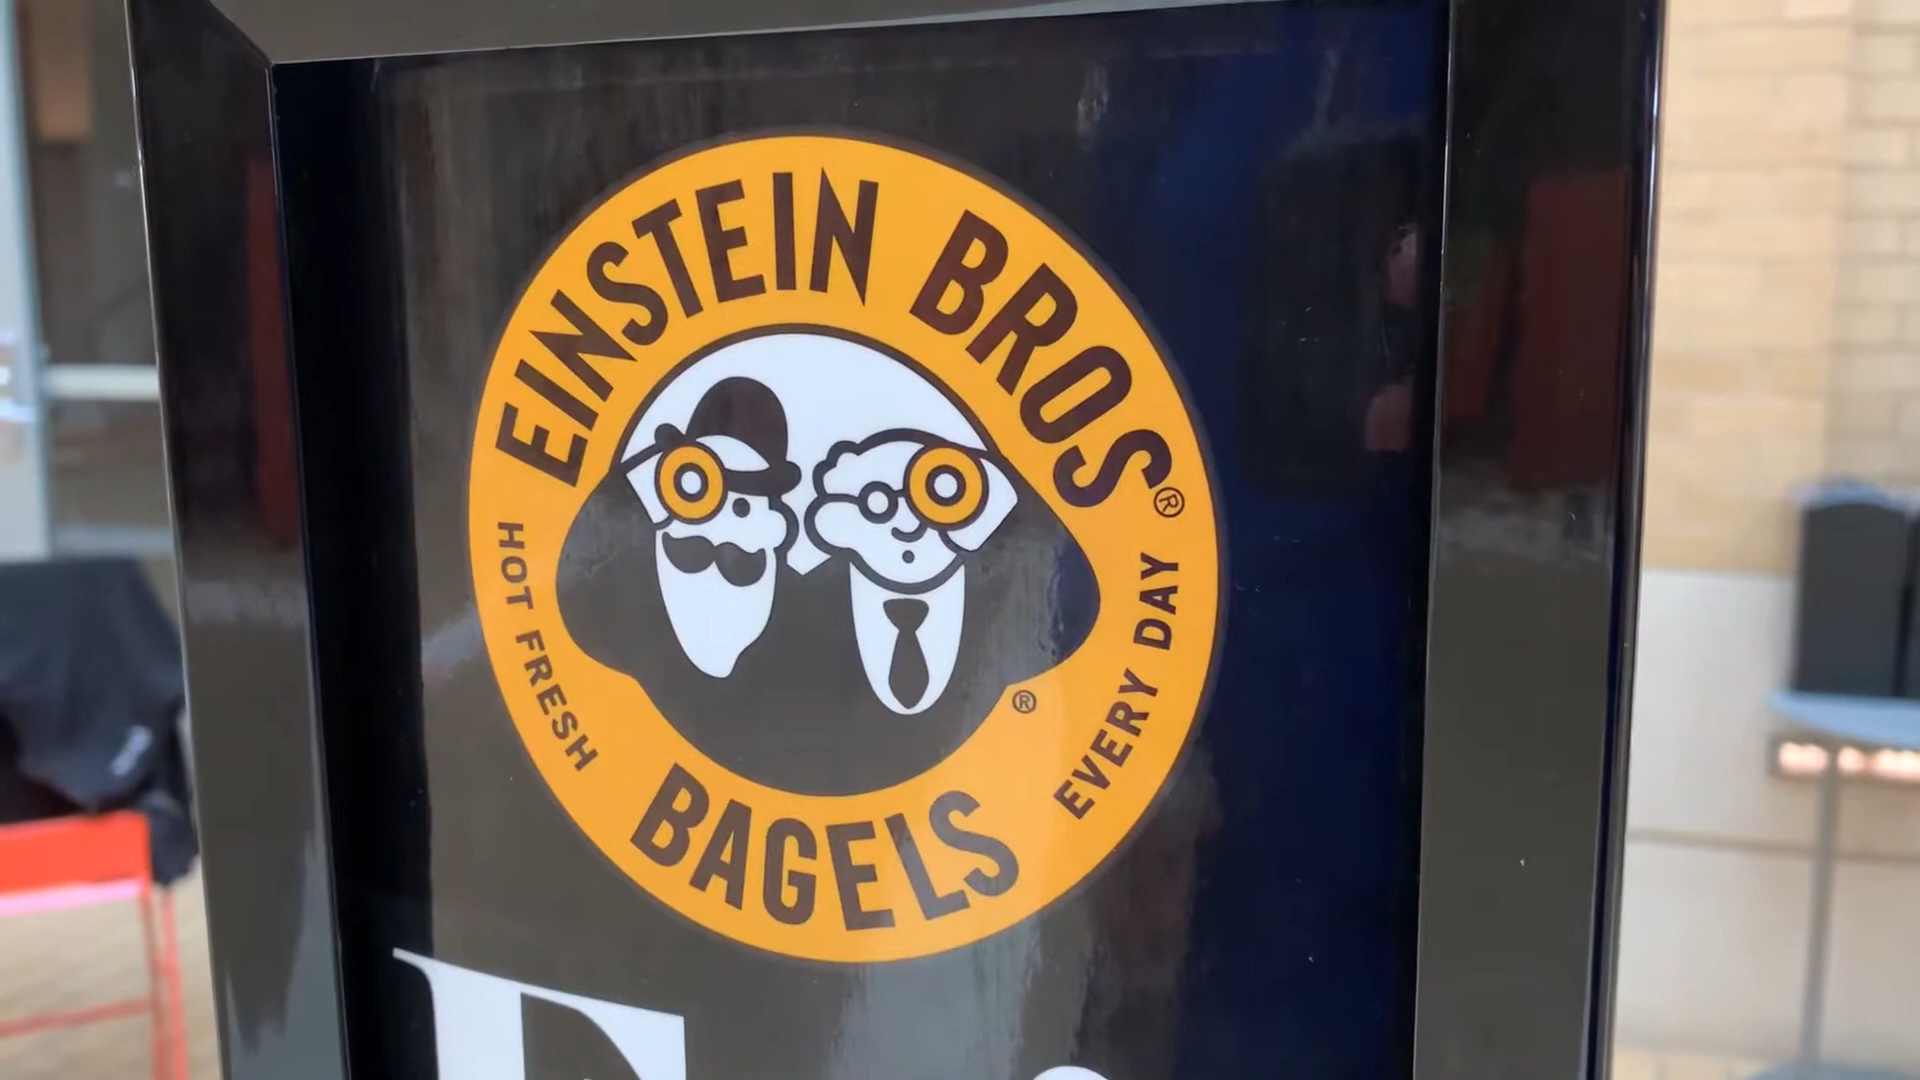 EINSTEIN BROS®
HOT FRESH
EVERY DAY
®
BAGELS